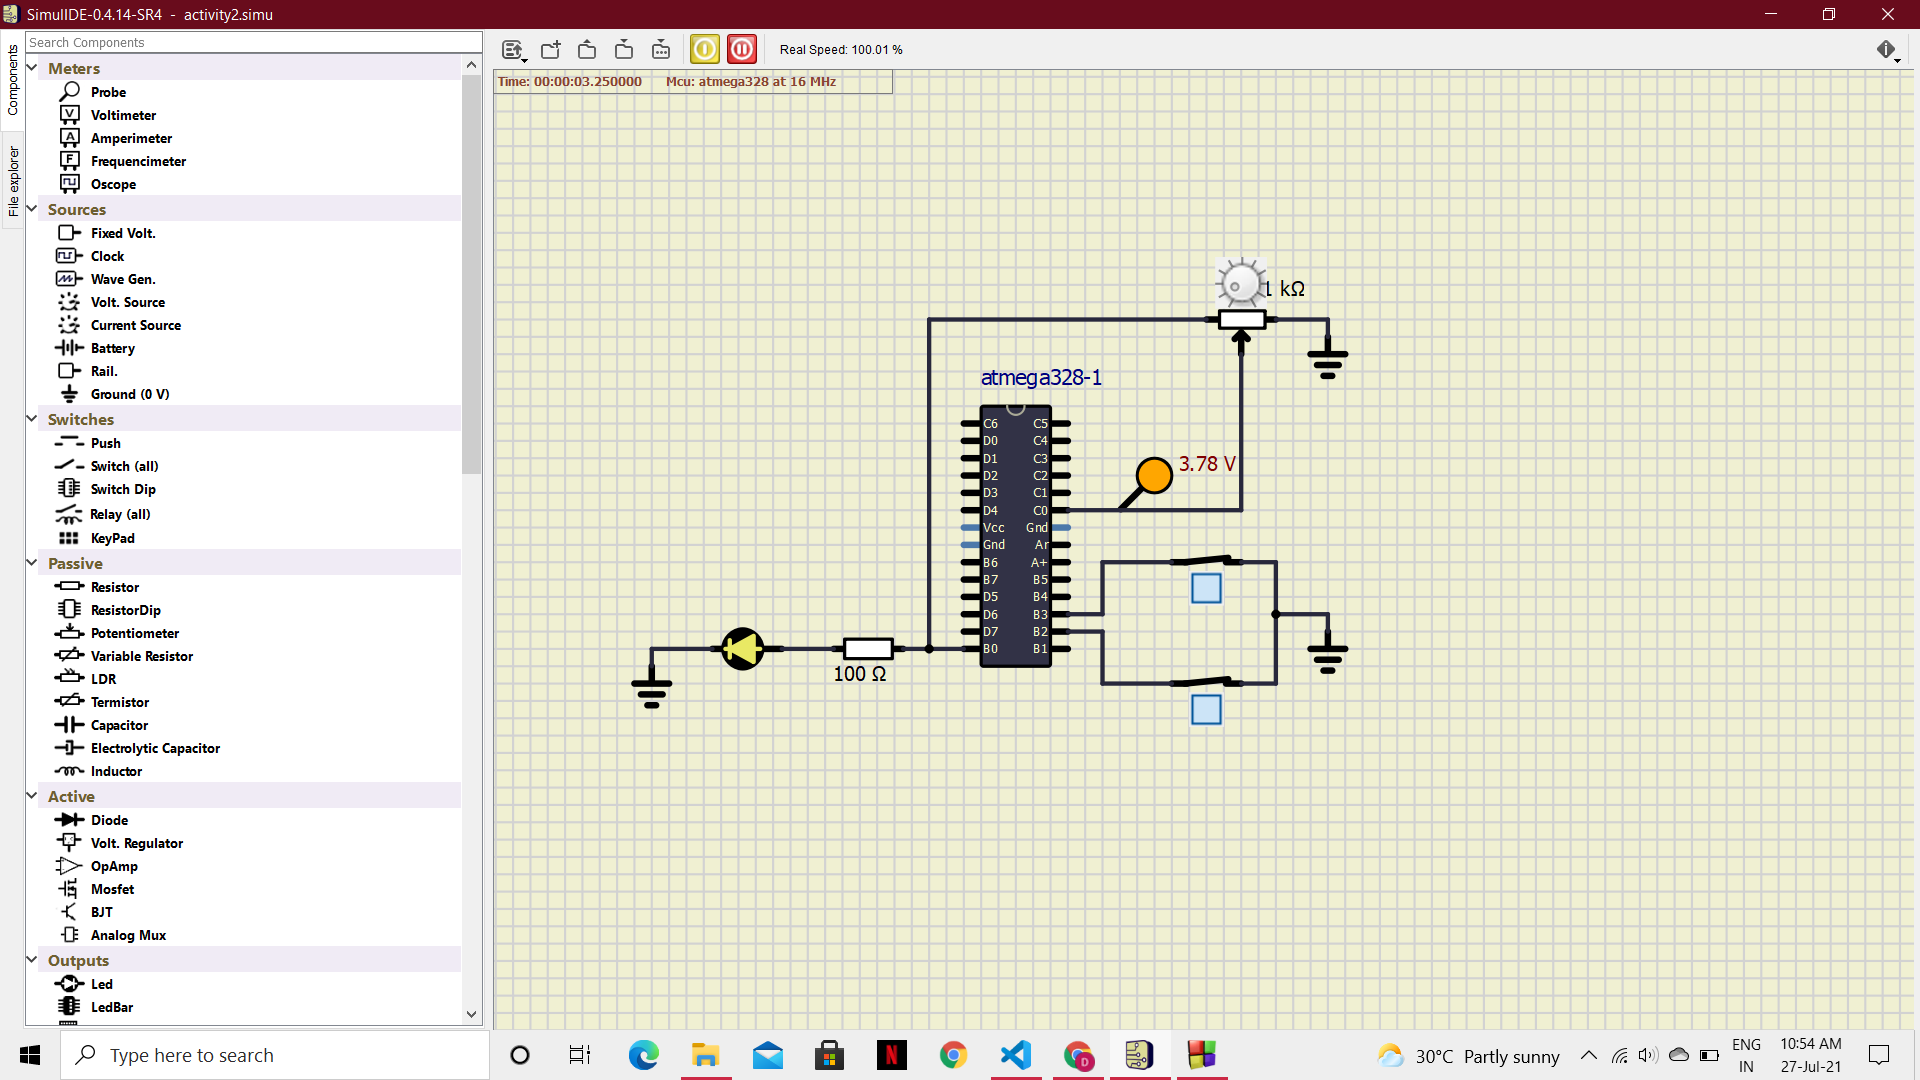 SimulIDE-0.4.14-SR4 - activity2.simu
Components
File explorer
Search Components
Meters
Probe
Voltimeter
Amperimeter
Frequencimeter
Oscope
Sources
Fixed Volt.
Clock
Wave Gen.
Volt. Source
Current Source
Battery
Rail.
Ground (0 V)
Switches
Push
Switch (all)
Switch Dip
Relay (all)
KeyPad
Passive
Resistor
ResistorDip
Potentiometer
Variable Resistor
LDR
Termistor
Capacitor
Electrolytic Capacitor
Inductor
Active
Diode
Volt. Regulator
OpAmp
Mosfet
BJT
Analog Mux
Outputs
Led
LedBar
Real Speed: 100.01 %
Time: 00:00:03.250000 Mcu: atmega328 at 16 MHz
1 kΩ
atmega328-1
C6 C5
D0 C4
D1 C3
D2 C2
D3 C1
D4 C0
Vcc Gnd
Gnd Ar
B6 A+
B7 B5
D5 B4
D6 B3
D7 B2
B0 B1
3.78 V
100 Ω
Type here to search
30°C Partly sunny
ENG
IN
10:54 AM
27-Jul-21